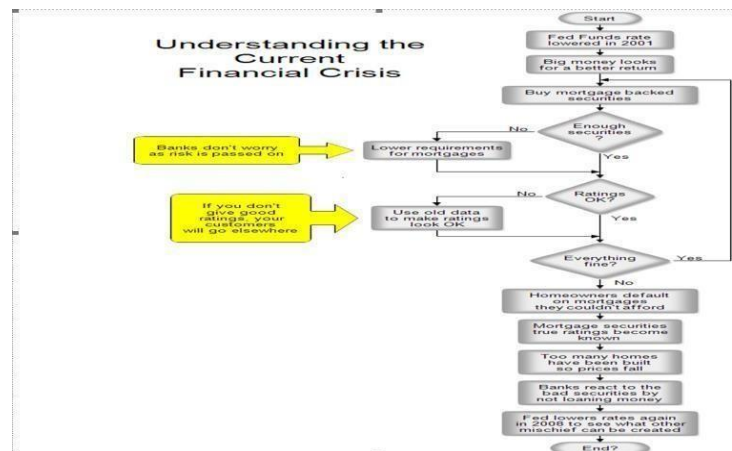 Understanding the
Current
Financial Crisis
Start
Fed Funds rate
lowered in 2001
Big money looks
for a better return
Buy mortgage backed
securities
Enough
securities
?
No
Yes
Banks don't worry
as risk is passed on
Lower requirements
for mortgages
Ratings
OK?
No
Yes
If you don't
give good
ratings, your
customers
will go elsewhere
Use old data
to make ratings
look OK
Everything
fine?
Yes
No
Homeowners default
on mortgages
they couldn't afford
Mortgage securities
true ratings become
known
Too many homes
have been built
so prices fall
Banks react to the
bad securities by
not loaning money
Fed lowers rates again
in 2008 to see what other
mischief can be created
End?